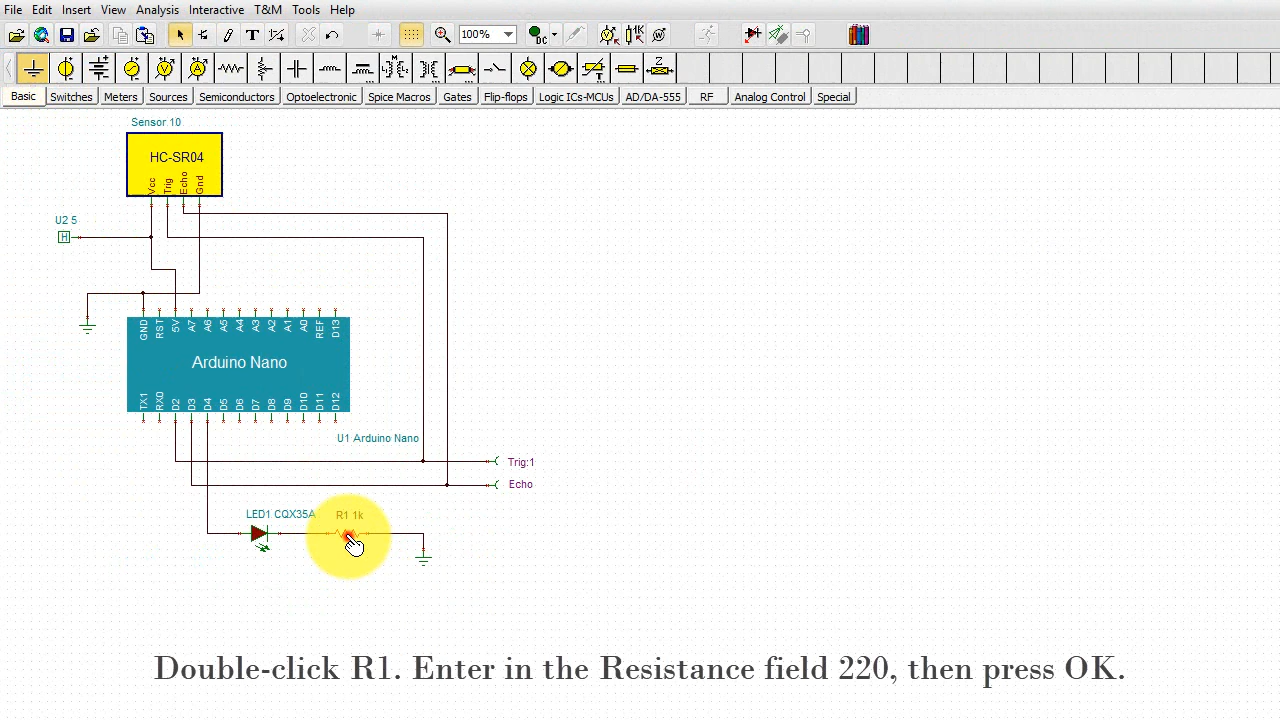 File Edit Insert View Analysis Interactive T&M Tools Help
100% DC
Basic Switches Meters Sources Semiconductors Optoelectronic Spice Macros Gates Flip-flops Logic ICs-MCUs AD/DA-555 RF Analog Control Special
Sensor 10
HC-SR04
Vcc Trig Echo Gnd
U2 5
H
GND RST 5V A7 A6 A5 A4 A3 A2 A1 A0 REF D13
Arduino Nano
TX1 RX0 D2 D3 D4 D5 D6 D7 D8 D9 D10 D11 D12
U1 Arduino Nano
Trig:1
Echo
LED1 CQX35A R1 1k
Double-click R1. Enter in the Resistance field 220, then press OK.